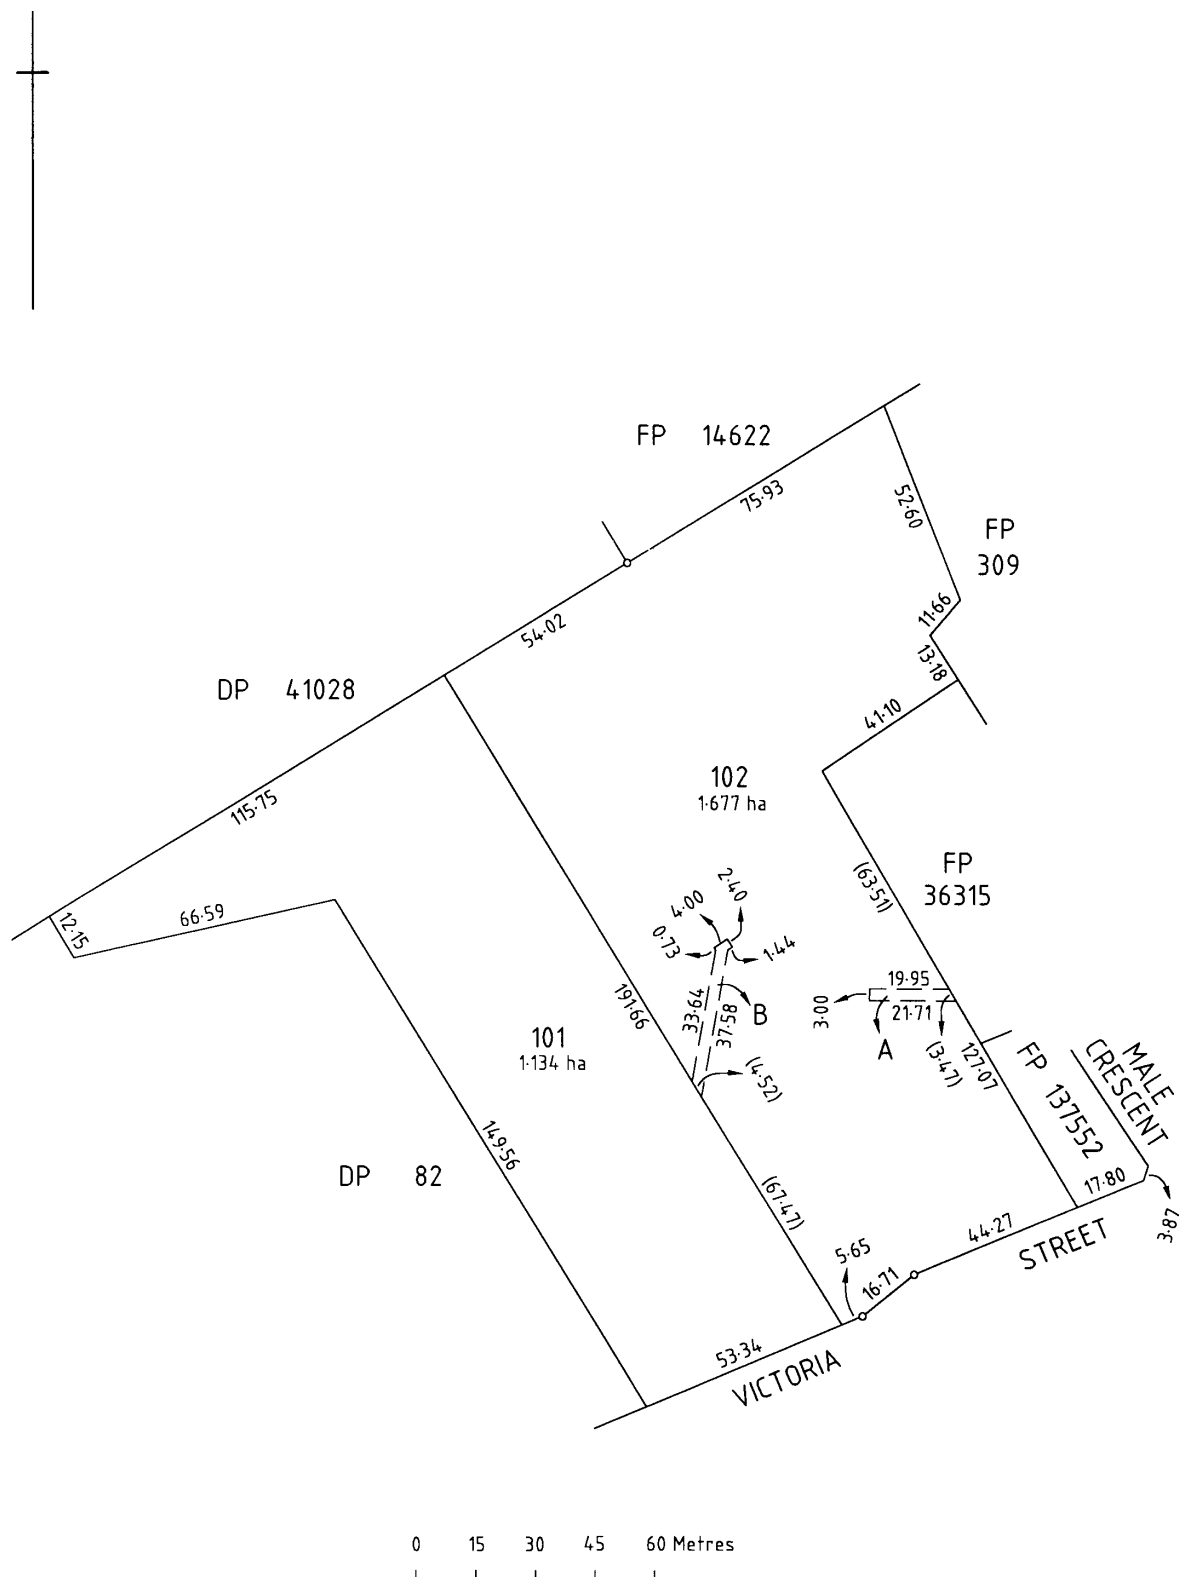 FP 14622
75·93
52·60
FP
309
11·66
54·02
13·18
DP 41028
41·10
102
1·677 ha
115·75
(63·51)
FP
36315
2·40
4·00
66·59
12·15
0·73
1·44
19·95
191·66
33·64
B
3·00
21·71
37·58
101
1·134 ha
A
(3·47)
127·07
FP 137552
MALE
CRESCENT
(4·52)
149·56
DP 82
17·80
(67·47)
3·87
44·27
STREET
5·65
16·71
53·34
VICTORIA
0 15 30 45 60 Metres